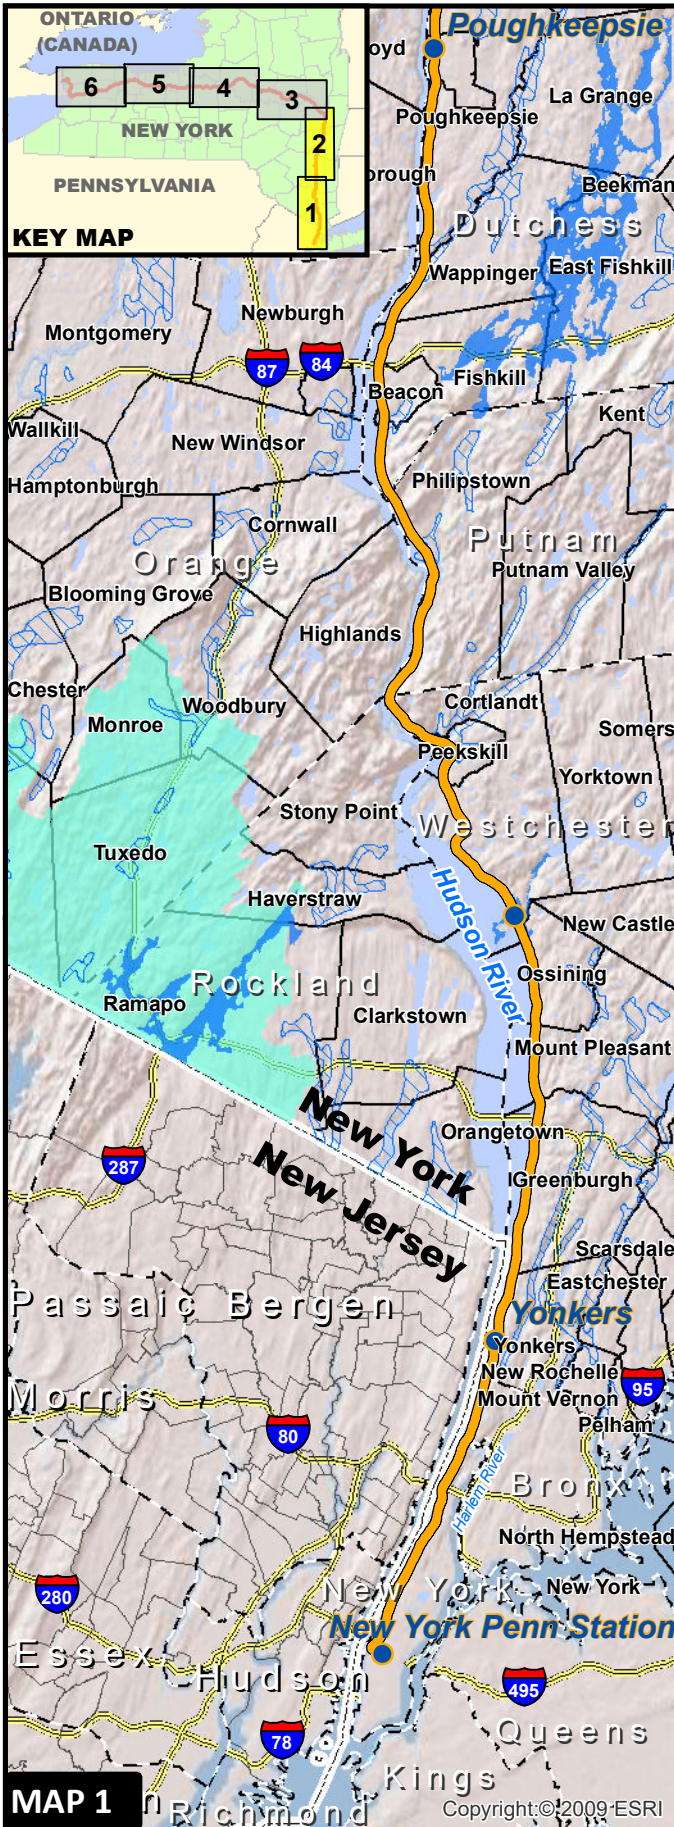 ONTARIO
(CANADA)
6
5
4
3
NEW YORK
2
PENNSYLVANIA
1
KEY MAP
Poughkeepsie
oyd
La Grange
Poughkeepsie
orough
Beekman
Dutchess
Wappinger
East Fishkill
Newburgh
Montgomery
87
84
Beacon
Fishkill
Kent
Wallkill
New Windsor
Hamptonburgh
Philipstown
Cornwall
Putnam
Orange
Putnam Valley
Blooming Grove
Highlands
Chester
Cortlandt
Monroe
Woodbury
Somers
Peekskill
Yorktown
Stony Point
Westchester
Tuxedo
Haverstraw
Hudson River
New Castle
Rockland
Ossining
Ramapo
Clarkstown
Mount Pleasant
New York
Orangetown
287
New Jersey
Greenburgh
Scarsdale
Eastchester
Passaic
Bergen
Yonkers
Yonkers
New Rochelle
95
Morris
Mount Vernon
Pelham
80
Harlem River
Bronx
North Hempstead
280
New York
New York
New York Penn Station
Essex
Hudson
495
78
Queens
Kings
MAP 1
n
Richmond
Copyright:© 2009 ESRI